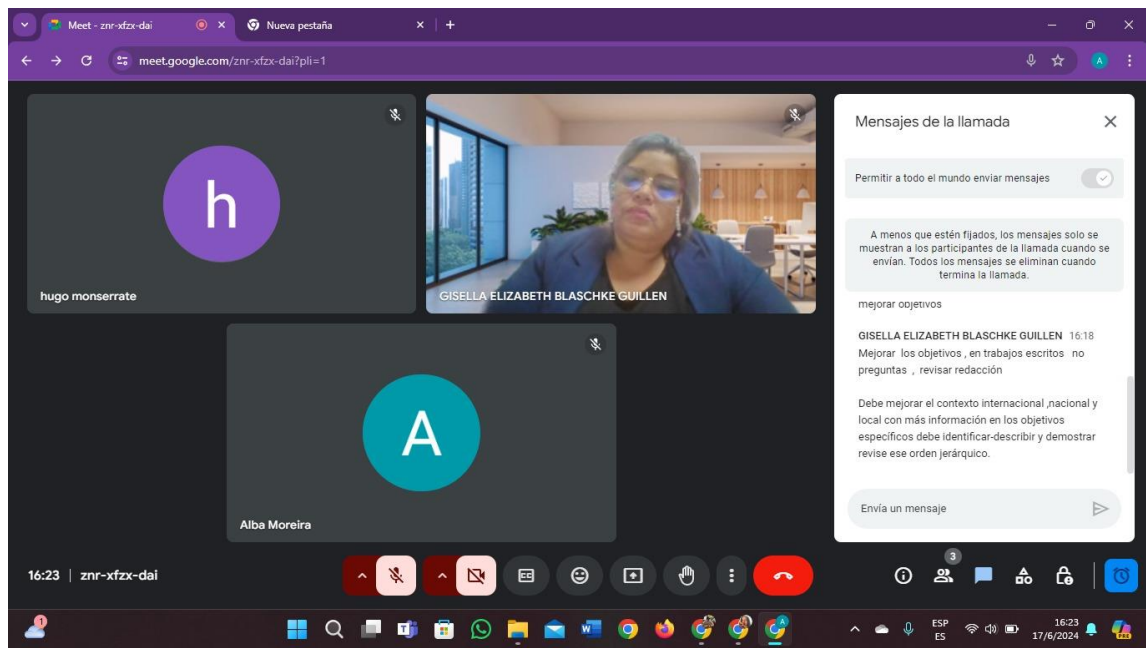 Meet - znr-xfzx-dai
Nueva pestaña
meet.google.com/znr-xfzx-dai?pli=1
A
h
hugo monserrate
GISELLA ELIZABETH BLASCHKE GUILLEN
A
Alba Moreira
Mensajes de la llamada
Permitir a todo el mundo enviar mensajes
A menos que estén fijados, los mensajes solo se
muestran a los participantes de la llamada cuando se
envían. Todos los mensajes se eliminan cuando
termina la llamada.
mejorar objetivos
GISELLA ELIZABETH BLASCHKE GUILLEN 16:18
Mejorar los objetivos , en trabajos escritos no
preguntas , revisar redacción
Debe mejorar el contexto internacional ,nacional y
local con más información en los objetivos
específicos debe identificar-describir y demostrar
revise ese orden jerárquico.
Envía un mensaje
16:23 | znr-xfzx-dai
CC
3
1
ESP
ES
16:23
17/6/2024
PRE